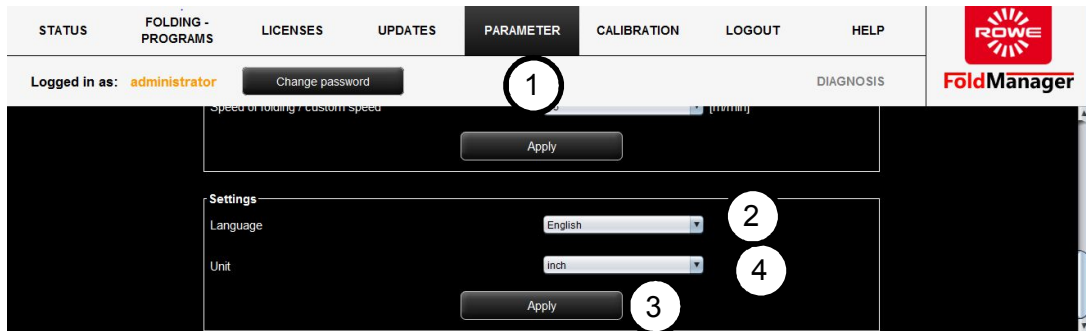 STATUS
FOLDING -
PROGRAMS
LICENSES
UPDATES
PARAMETER
CALIBRATION
LOGOUT
HELP
ROWE
FoldManager
Logged in as: administrator
Change password
1
DIAGNOSIS
Speed of folding / custom speed
[m/min]
Apply
Settings
Language
English
2
Unit
inch
4
Apply
3